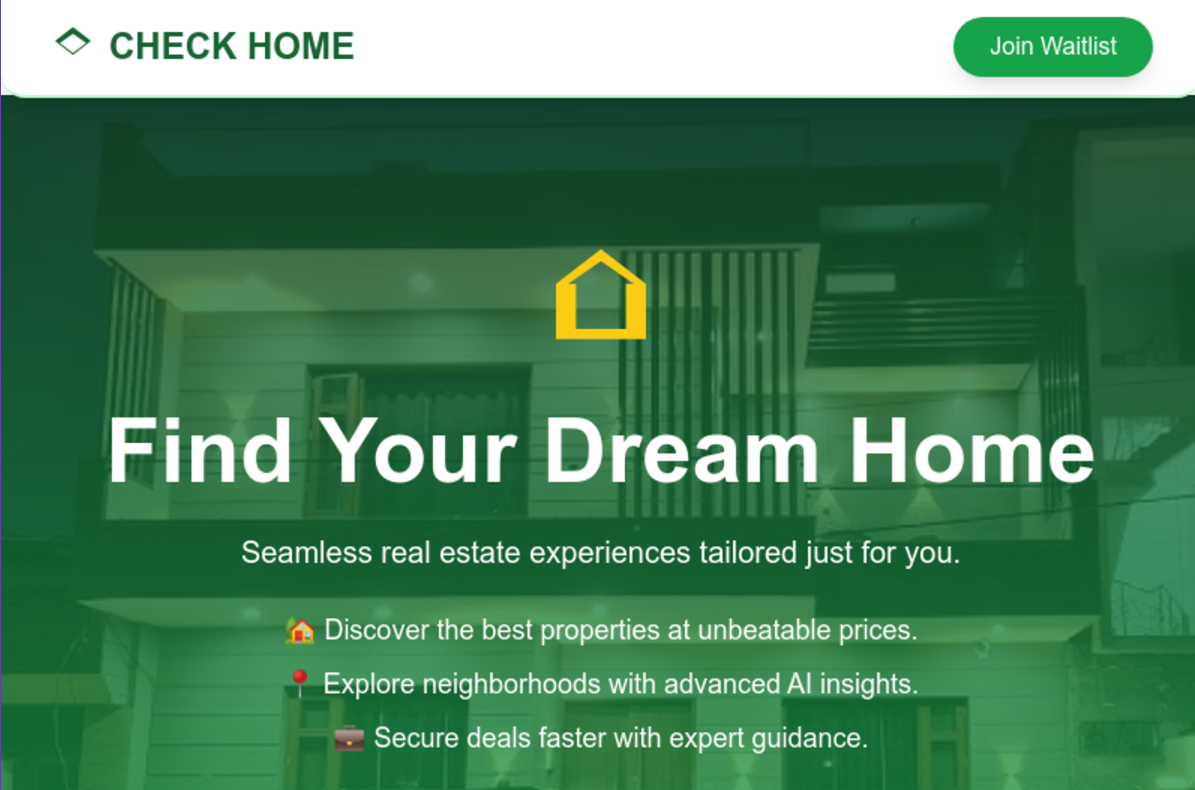 CHECK HOME
Join Waitlist
Find Your Dream Home
Seamless real estate experiences tailored just for you.
🏡 Discover the best properties at unbeatable prices.
📍 Explore neighborhoods with advanced AI insights.
💼 Secure deals faster with expert guidance.